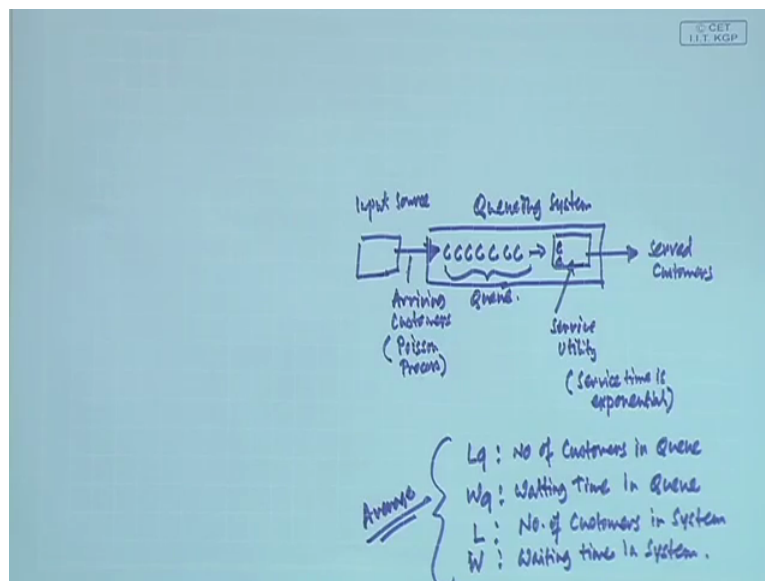 © CET
I.I.T. KGP
Input Source
Queueing System
C C C C C C C
Served
Customers
Arriving
Customers
(Poisson
Process)
Queue.
Service
Utility
(Service time is
exponential)
Average
Lq : No of Customers in Queue
Wq : Waiting Time in Queue
L : No. of Customers in System
W : Waiting time in System.